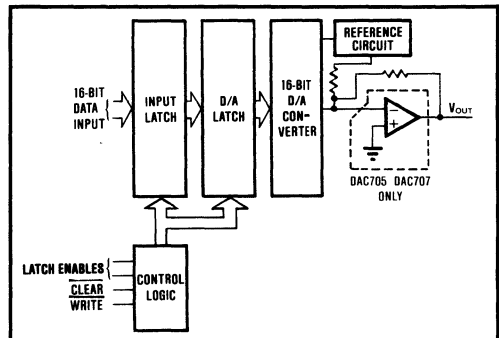 REFERENCE
CIRCUIT
16-BIT
DATA
INPUT
INPUT
LATCH
D/A
LATCH
16-BIT
D/A
CON-
VERTER
−
+
VOUT
DAC705 DAC707
ONLY
LATCH ENABLES
CLEAR
WRITE
CONTROL
LOGIC